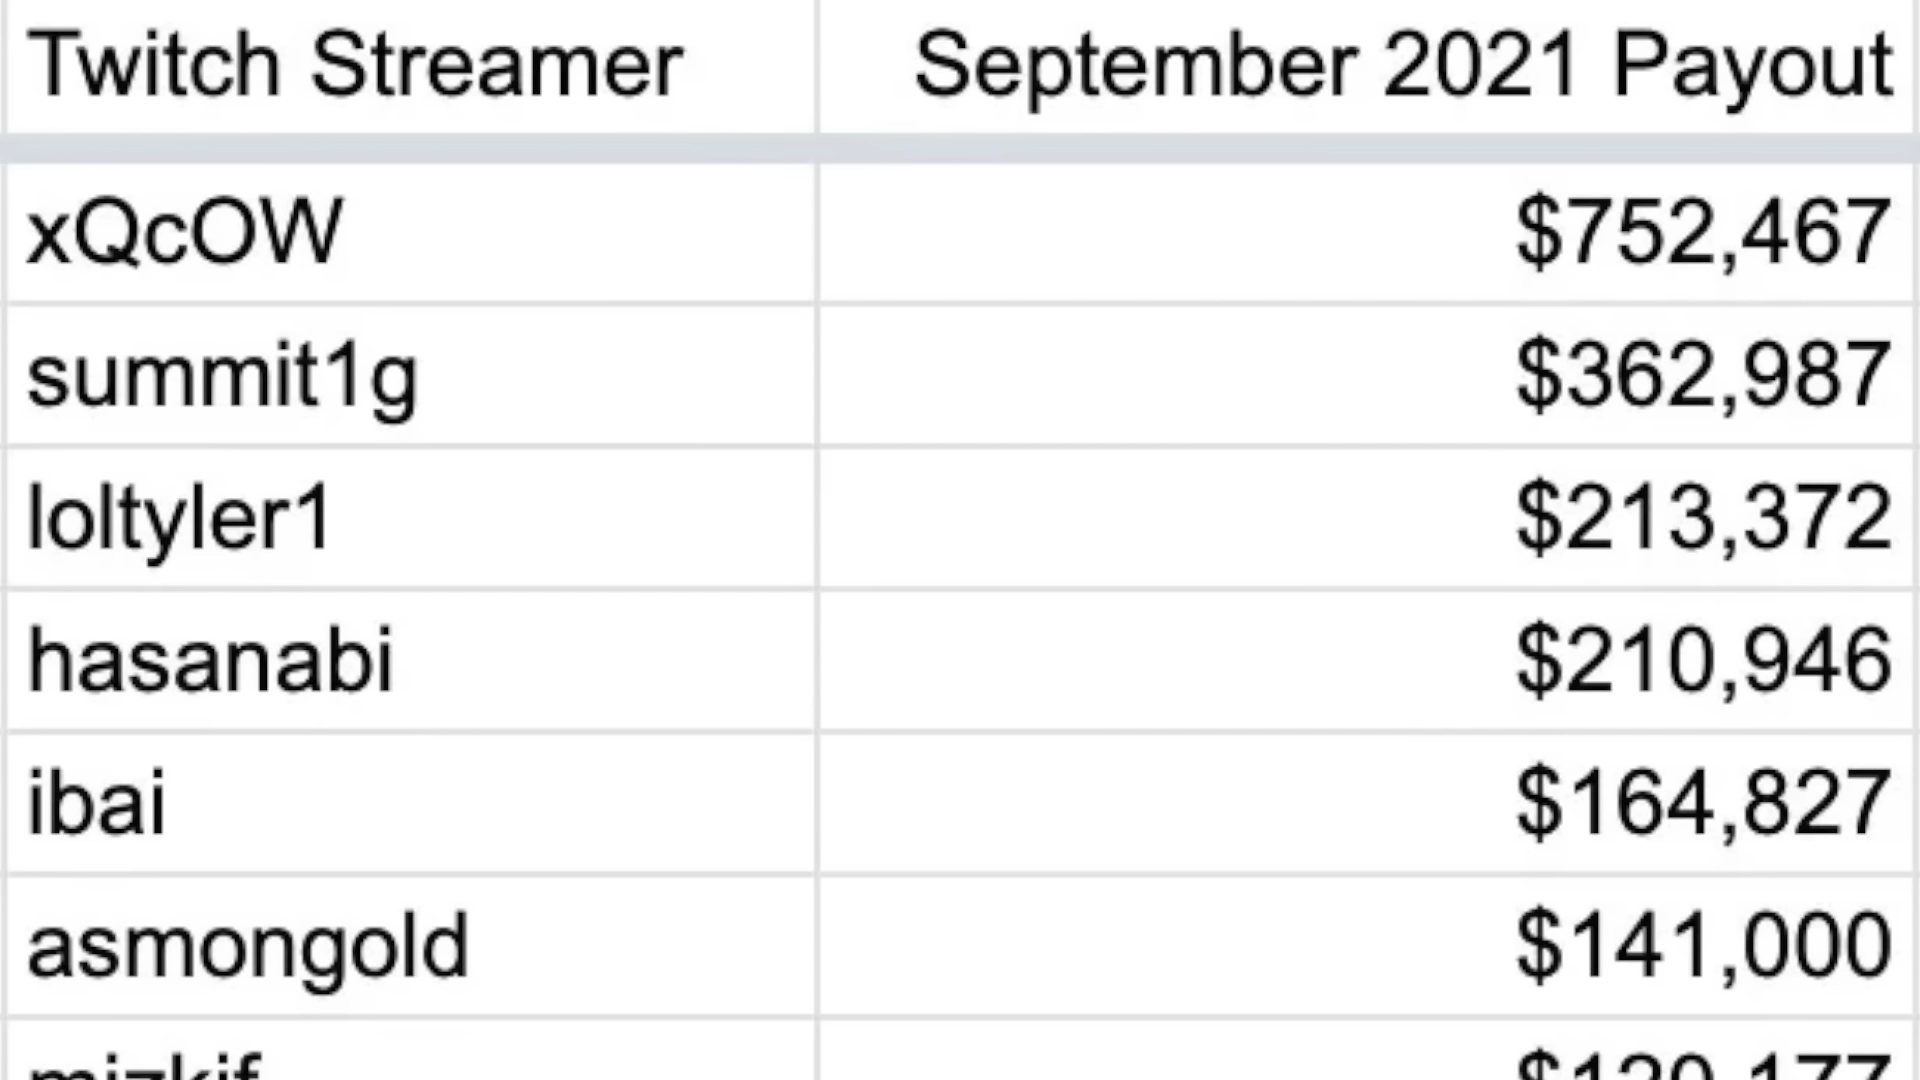 Twitch Streamer September 2021 Payout
xQcOW $752,467
summit1g $362,987
loltyler1 $213,372
hasanabi $210,946
ibai $164,827
asmongold $141,000
mizkif